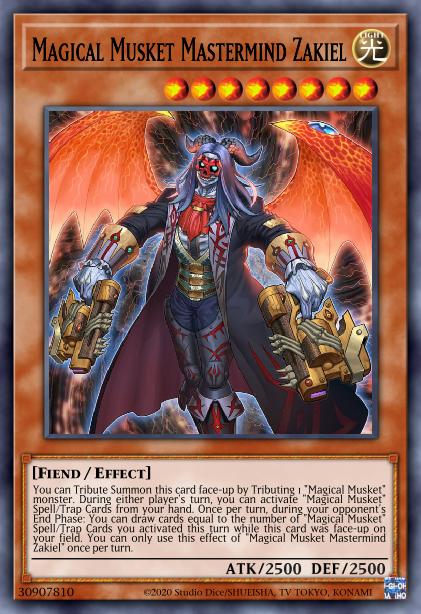 Magical Musket Mastermind Zakiel
LIGHT
光
[Fiend / Effect]
You can Tribute Summon this card face-up by Tributing 1 "Magical Musket"
monster. During either player's turn, you can activate "Magical Musket"
Spell/Trap Cards from your hand. Once per turn, during your opponent's
End Phase: You can draw cards equal to the number of "Magical Musket"
Spell/Trap Cards you activated this turn while this card was face-up on
your field. You can only use this effect of "Magical Musket Mastermind
Zakiel" once per turn.
ATK/2500 DEF/2500
30907810
©2020 Studio Dice/SHUEISHA, TV TOKYO, KONAMI